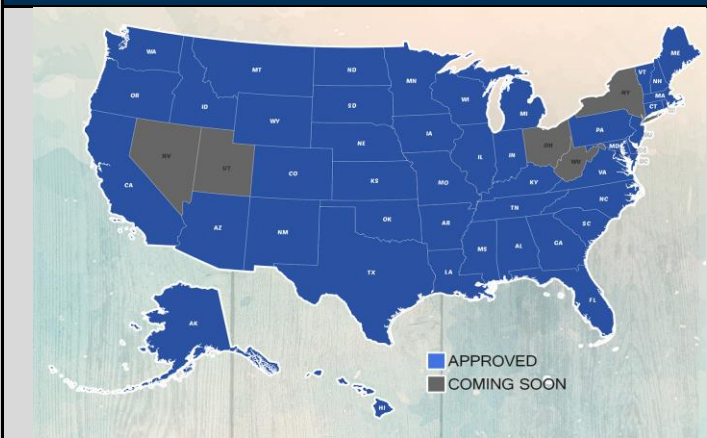 WA
ME
MT
ND
VT
MN
NH
OR
ID
SD
WI
NY
MA
MI
CT
WY
IA
PA
NE
NV
IL
IN
OH
MD
UT
CO
WV
VA
CA
KS
MO
KY
NC
TN
AZ
OK
NM
AR
SC
MS
AL
GA
TX
LA
AK
FL
APPROVED
COMING SOON
HI